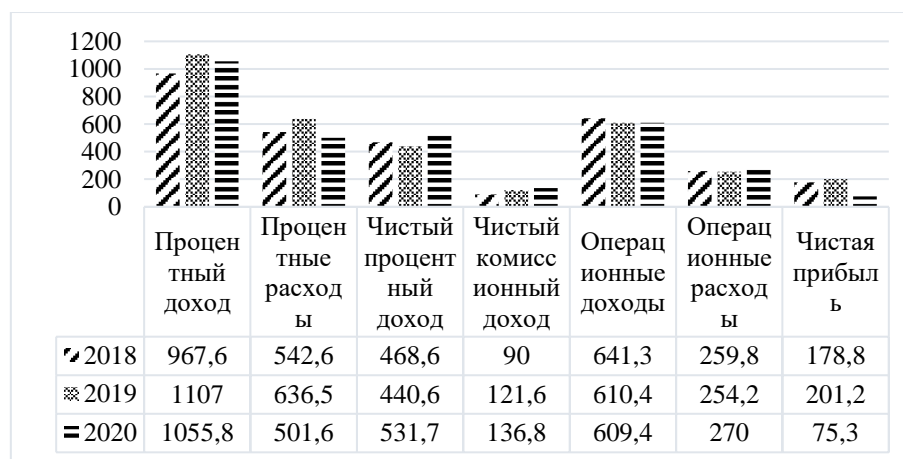 1200
1000
800
600
400
200
0
Процен
тный
доход
Процен
тные
расход
ы
Чистый
процент
ный
доход
Чистый
комисс
ионный
доход
Операц
ионные
доходы
Операц
ионные
расход
ы
Чистая
прибыл
ь
2018 967,6 542,6 468,6 90 641,3 259,8 178,8
2019 1107 636,5 440,6 121,6 610,4 254,2 201,2
2020 1055,8 501,6 531,7 136,8 609,4 270 75,3